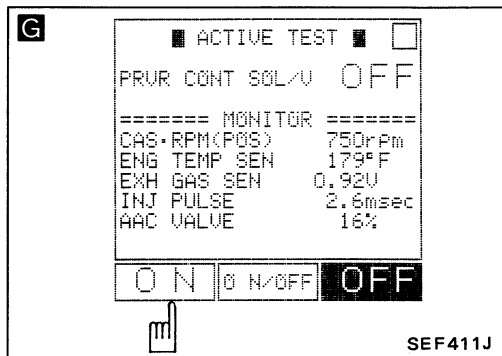 G
■ ACTIVE TEST ■
PRVR CONT SOL/V OFF
======= MONITOR =======
CAS•RPM(POS) 750rpm
ENG TEMP SEN 179°F
EXH GAS SEN 0.92V
INJ PULSE 2.6msec
AAC VALVE 16%
ON O N/OFF OFF
SEF411J